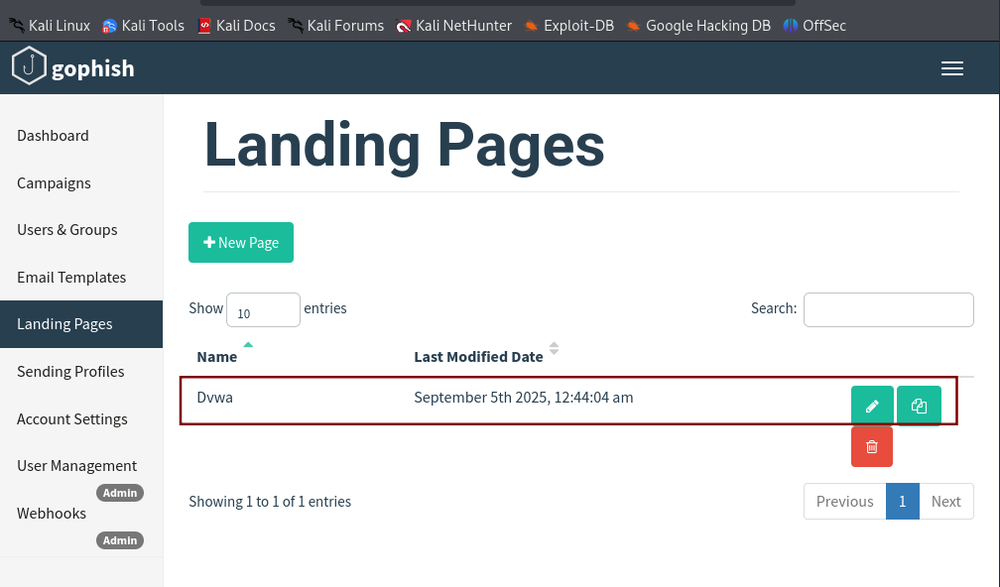 Kali Linux Kali Tools Kali Docs Kali Forums Kali NetHunter Exploit-DB Google Hacking DB OffSec
gophish
Dashboard
Campaigns
Users & Groups
Email Templates
Landing Pages
Sending Profiles
Account Settings
User Management
Admin
Webhooks
Admin
Landing Pages
New Page
Show 10 entries Search:
Name Last Modified Date
Dvwa September 5th 2025, 12:44:04 am
Showing 1 to 1 of 1 entries Previous 1 Next